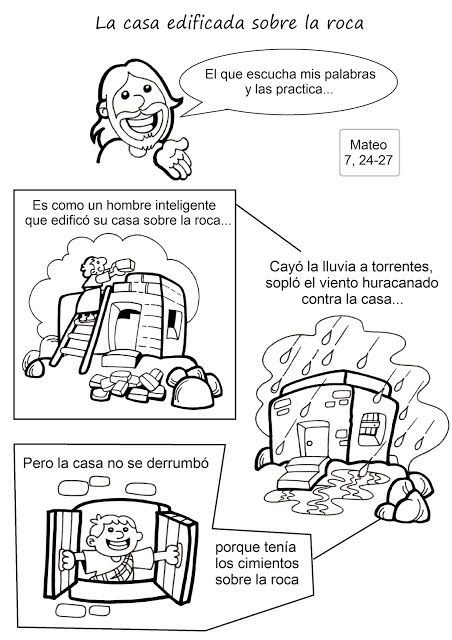 La casa edificada sobre la roca
El que escucha mis palabras
y las practica...
Mateo
7, 24-27
Es como un hombre inteligente
que edificó su casa sobre la roca...
Cayó la lluvia a torrentes,
sopló el viento huracanado
contra la casa...
Pero la casa no se derrumbó
porque tenía
los cimientos
sobre la roca